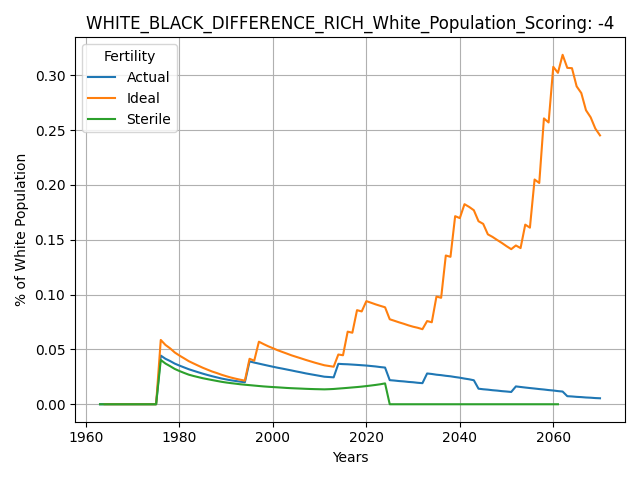 WHITE_BLACK_DIFFERENCE_RICH_White_Population_Scoring: -4
Fertility
Actual
Ideal
Sterile
% of White Population
0.30
0.25
0.20
0.15
0.10
0.05
0.00
1960 1980 2000 2020 2040 2060
Years